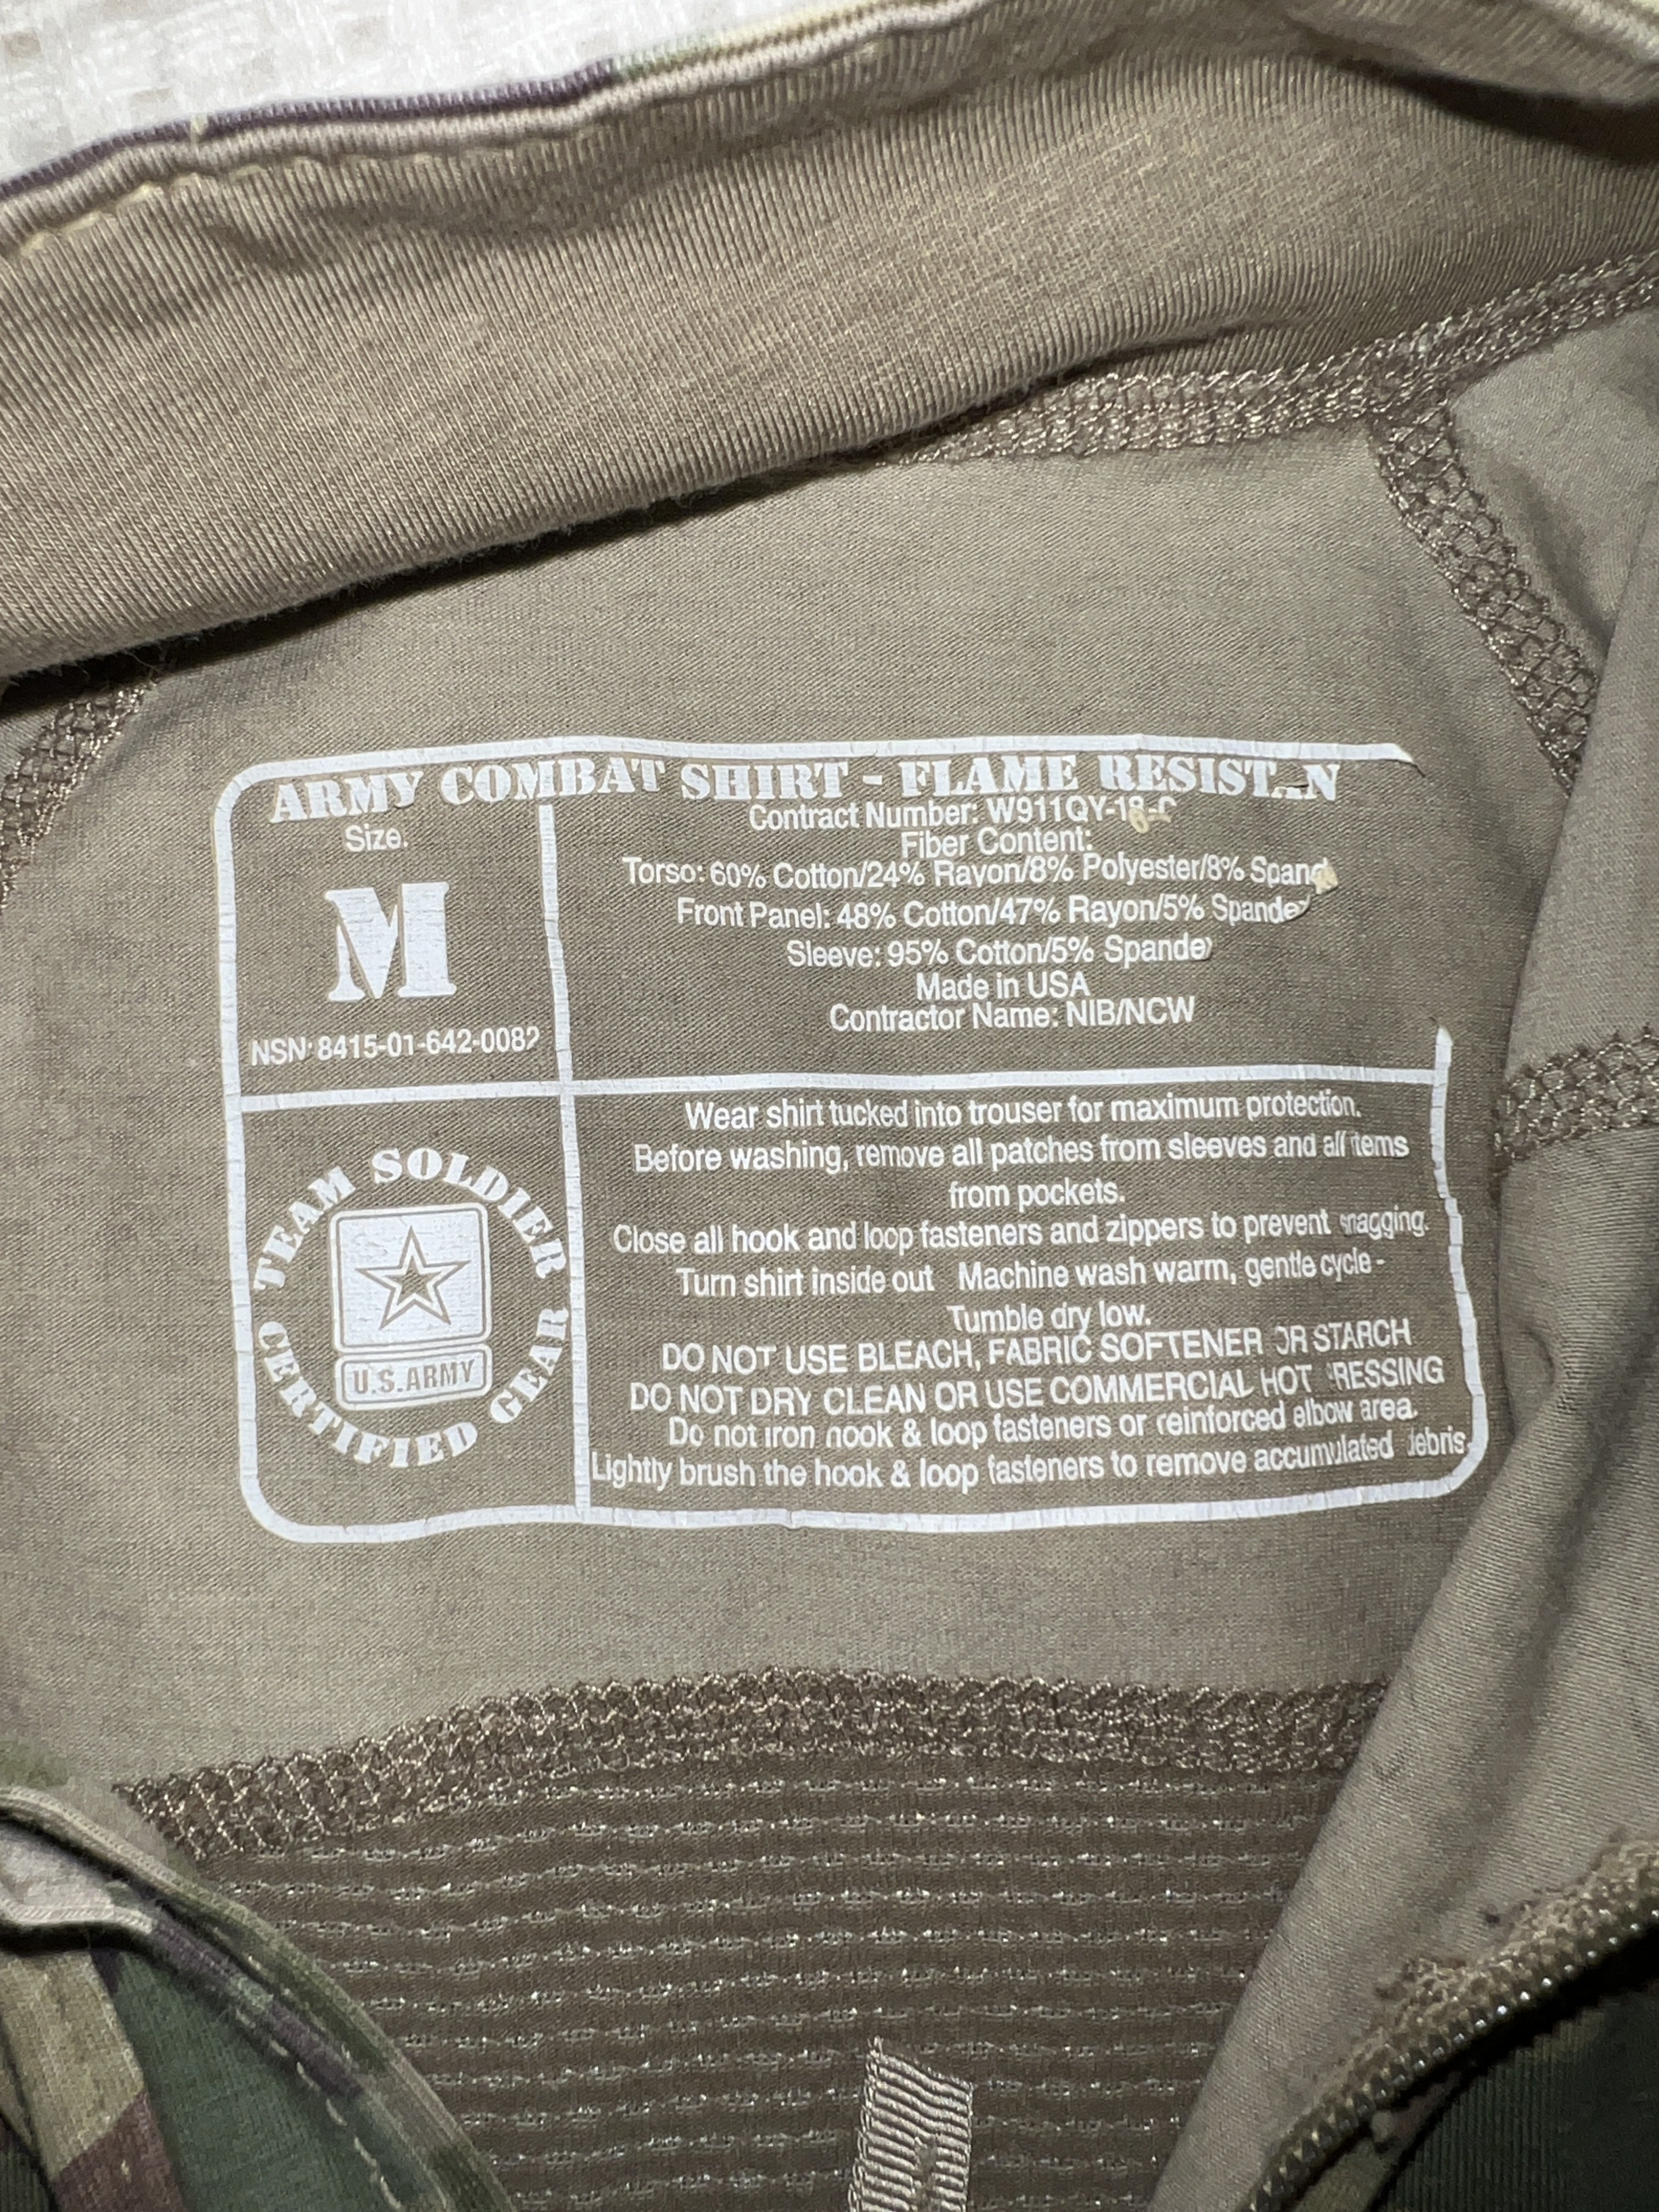 ARMY COMBAT SHIRT - FLAME
Size:
M
NSN: 8415-01-642-0082
Contract Number:
Fiber Content:
Torso: 60% Cotton/24% Rayon/8% Polyester/8%
Front Panel: 48% Cotton/47% Rayon/5%
Sleeve: 95% Cotton/5%
Made in USA
Contractor Name: NIB/NCW
TEAM SOLDIER
U.S.ARMY
CERTIFIED GEAR
Wear shirt tucked into trouser for maximum protection.
Before washing, remove all patches from sleeves and all items
from pockets.
Close all hook and loop fasteners and zippers to prevent snagging.
Turn shirt inside out Machine wash warm, gentle cycle -
Tumble dry low.
DO NOT USE BLEACH, FABRIC SOFTENER OR STARCH
DO NOT DRY CLEAN OR USE COMMERCIAL HOT PRESSING
Do not iron hook & loop fasteners or reinforced elbow area.
Lightly brush the hook & loop fasteners to remove accumulated debris